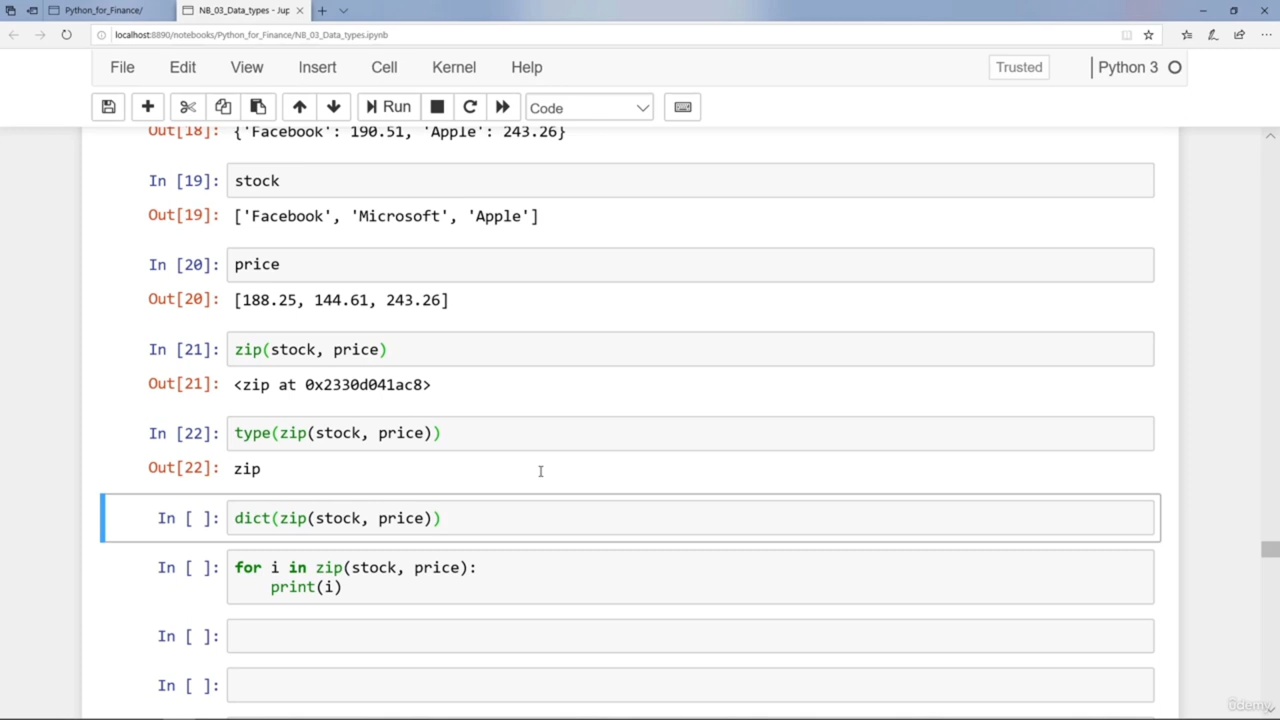 Python_for_Finance/
NB_03_Data_types - Jup
localhost:8890/notebooks/Python_for_Finance/NB_03_Data_types.ipynb
File Edit View Insert Cell Kernel Help Trusted Python 3
Run Code
Out[18]: {'Facebook': 190.51, 'Apple': 243.26}
In [19]: stock
Out[19]: ['Facebook', 'Microsoft', 'Apple']
In [20]: price
Out[20]: [188.25, 144.61, 243.26]
In [21]: zip(stock, price)
Out[21]: <zip at 0x2330d041ac8>
In [22]: type(zip(stock, price))
Out[22]: zip
In [ ]: dict(zip(stock, price))
In [ ]: for i in zip(stock, price):
print(i)
In [ ]:
In [ ]:
ûdemy